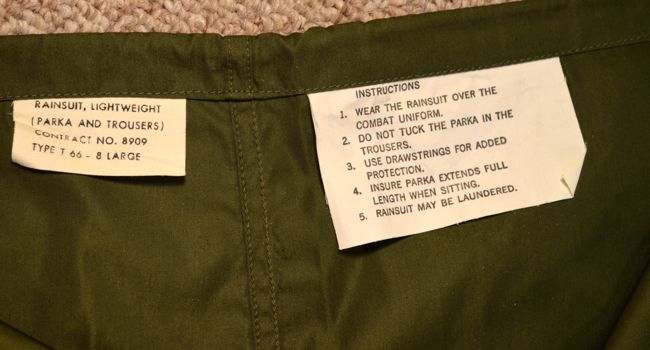 RAINSUIT, LIGHTWEIGHT
(PARKA AND TROUSERS)
CONTRACT NO. 8909
TYPE T 66 - 8 LARGE
INSTRUCTIONS
1. WEAR THE RAINSUIT OVER THE
COMBAT UNIFORM.
2. DO NOT TUCK THE PARKA IN THE
TROUSERS.
3. USE DRAWSTRINGS FOR ADDED
PROTECTION.
4. INSURE PARKA EXTENDS FULL
LENGTH WHEN SITTING.
5. RAINSUIT MAY BE LAUNDERED.